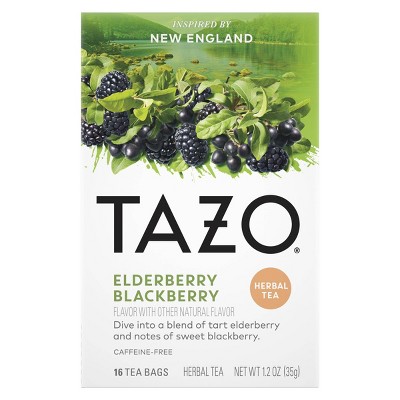 INSPIRED BY
NEW ENGLAND
TAZO®
ELDERBERRY
BLACKBERRY
HERBAL
TEA
FLAVOR WITH OTHER NATURAL FLAVOR
Dive into a blend of tart elderberry
and notes of sweet blackberry.
CAFFEINE-FREE
16 TEA BAGS HERBAL TEA NET WT 1.2 OZ (35g)